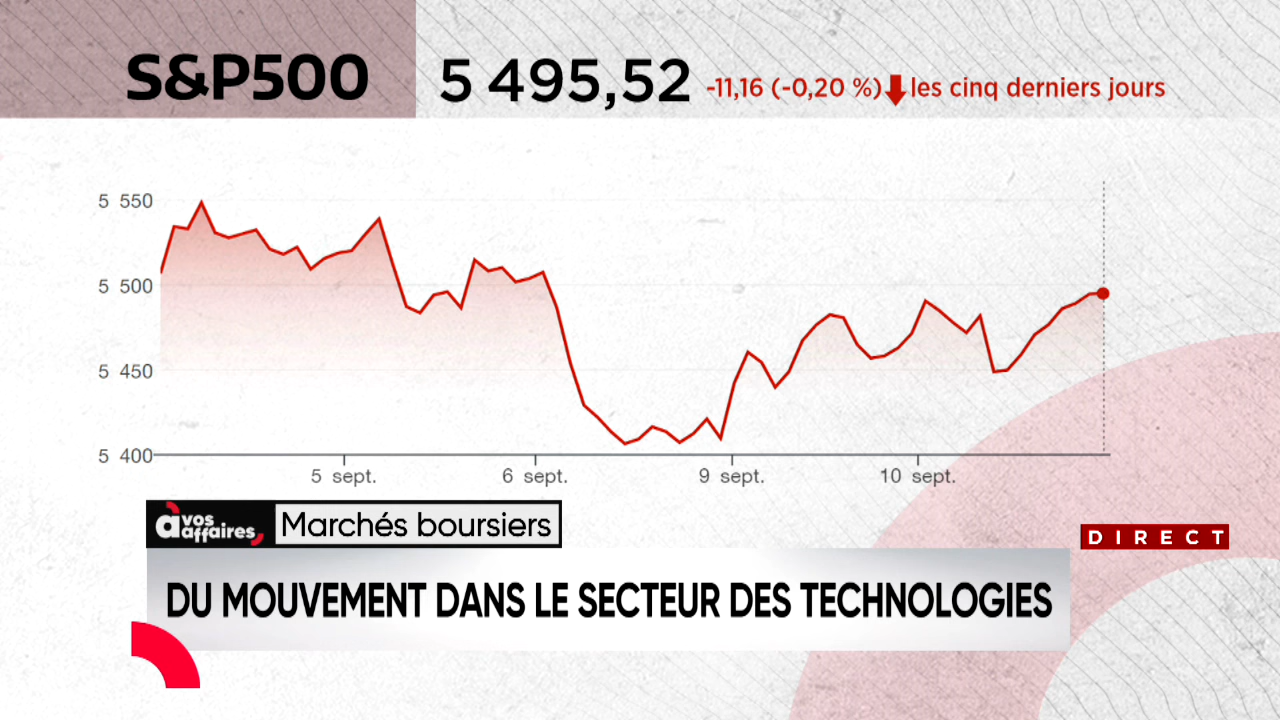 S&P500
5 495,52
-11,16 (-0,20 %) les cinq derniers jours
5 550
5 500
5 450
5 400
5 sept.
6 sept.
9 sept.
10 sept.
à vos affaires
Marchés boursiers
DIRECT
DU MOUVEMENT DANS LE SECTEUR DES TECHNOLOGIES